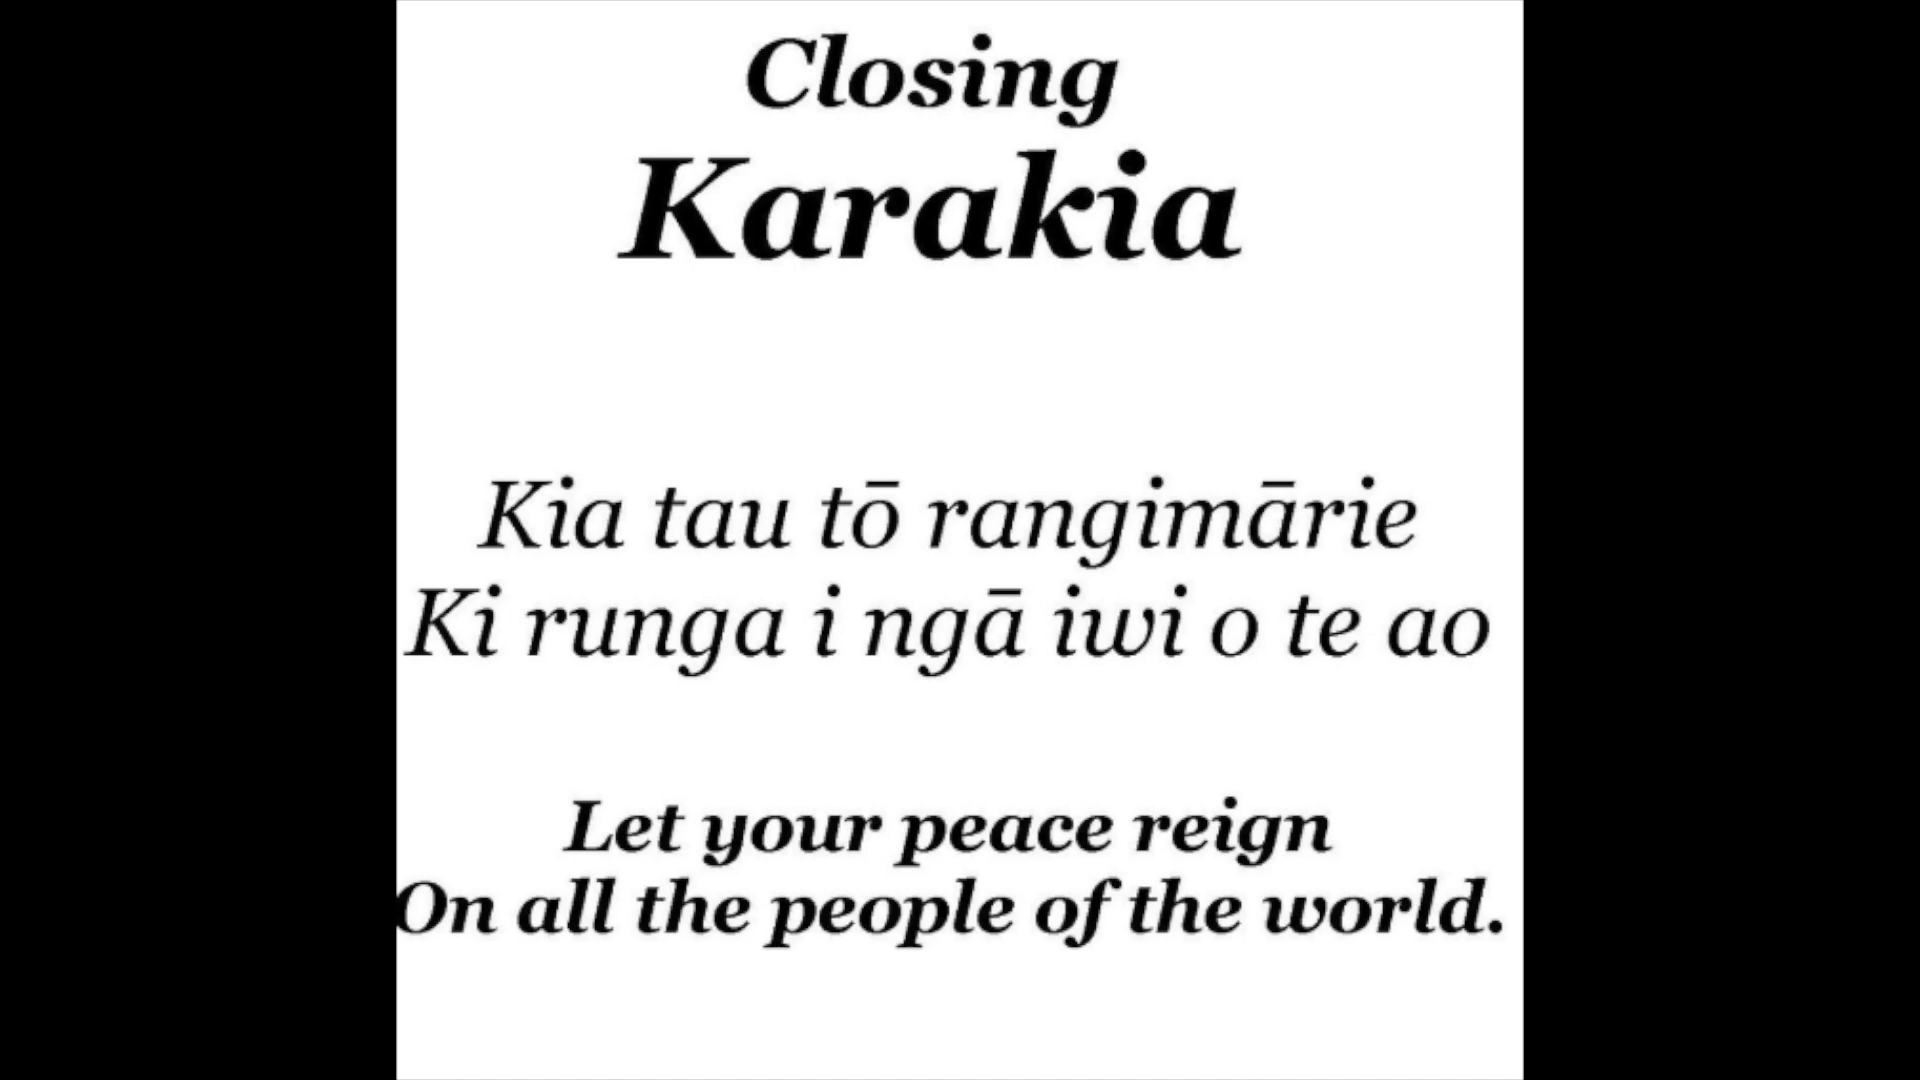 Closing
Karakia
Kia tau tō rangimārie
Ki runga i ngā iwi o te ao
Let your peace reign
On all the people of the world.